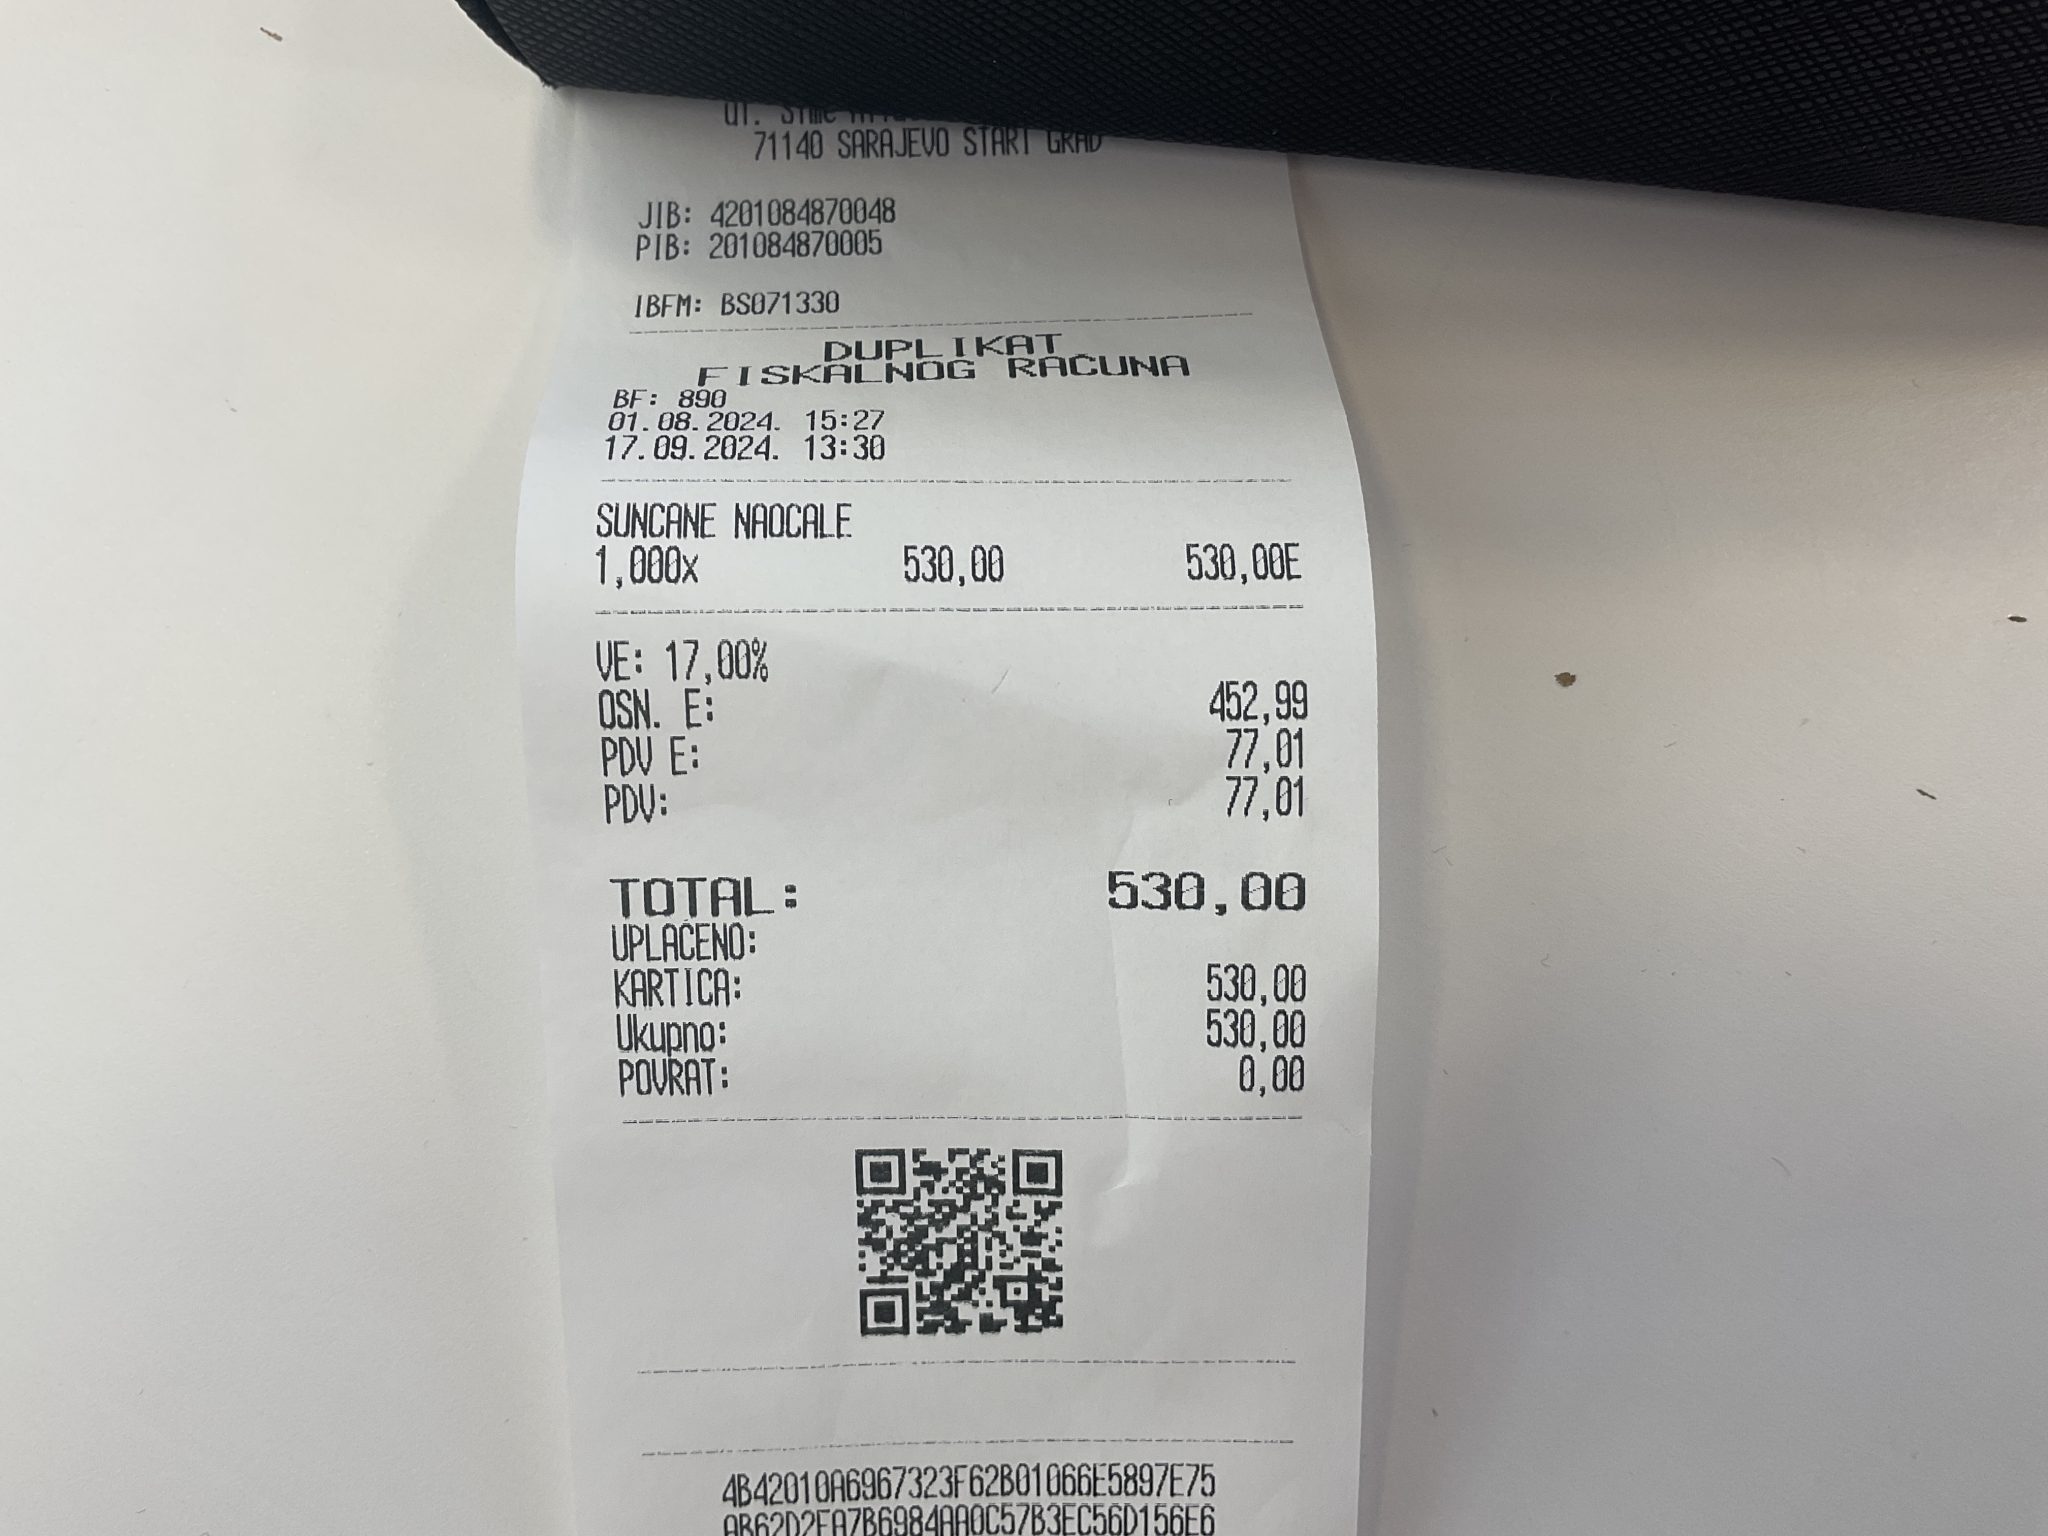 71140 SARAJEVO START GRAD
JIB: 4201084870048
PIB: 201084870005
IBFM: BS071330
DUPLIKAT
FISKALNOG RACUNA
BF: 890
01.08.2024. 15:27
17.09.2024. 13:30
SUNCANE NAOCALE
1,000x 530,00 530,00E
VE: 17,00%
OSN. E: 452,99
PDV E: 77,01
PDV: 77,01
TOTAL: 530,00
UPLAĆENO:
KARTICA: 530,00
Ukupno: 530,00
POVRAT: 0,00
4B42010A6967323F62B01066E5897E75
AB62D2EA7B6984AA0C57B3EC56D156E6